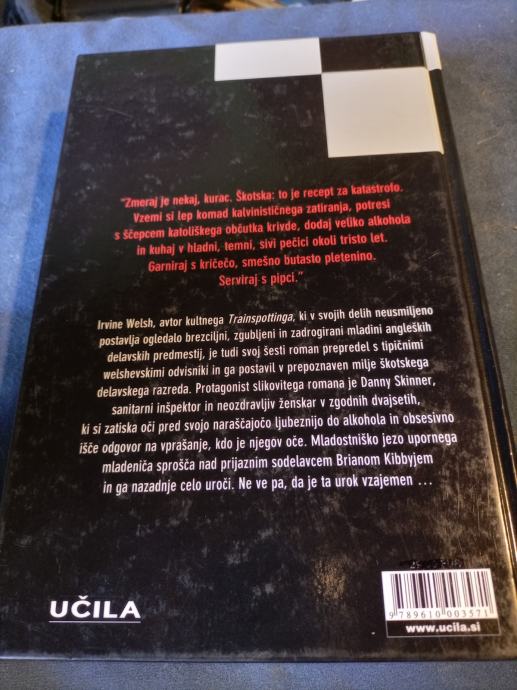 "Zmeraj je nekaj, kurac. Škotska: to je recept za katastrofo.
Vzemi si lep komad kalvinističnega zatiranja, potresi
s ščepcem katoliškega občutka krivde, dodaj veliko alkohola
in kuhaj v hladni, temni, sivi pečici okoli tristo let.
Garniraj s kričečo, smešno butasto pletenino.
Serviraj s pipci."
Irvine Welsh, avtor kultnega Trainspottinga, ki v svojih delih neusmiljeno
postavlja ogledalo brezciljni, zgubljeni in zadrogirani mladini angleških
delavskih predmestij, je tudi svoj šesti roman prepredel s tipičnimi
welshevskimi odvisniki in ga postavil v prepoznaven milje škotskega
delavskega razreda. Protagonist slikovitega romana je Danny Skinner,
sanitarni inšpektor in neozdravljiv ženskar v zgodnjih dvajsetih,
ki si zatiska oči pred svojo naraščajočo ljubeznijo do alkohola in obsesivno
išče odgovor na vprašanje, kdo je njegov oče. Mladostniško jezo upornega
mladeniča sprošča nad prijaznim sodelavcem Brianom Kibbyjem
in ga nazadnje celo uroči. Ne ve pa, da je ta urok vzajemen ...
UČILA
9 789610 003571
www.ucila.si